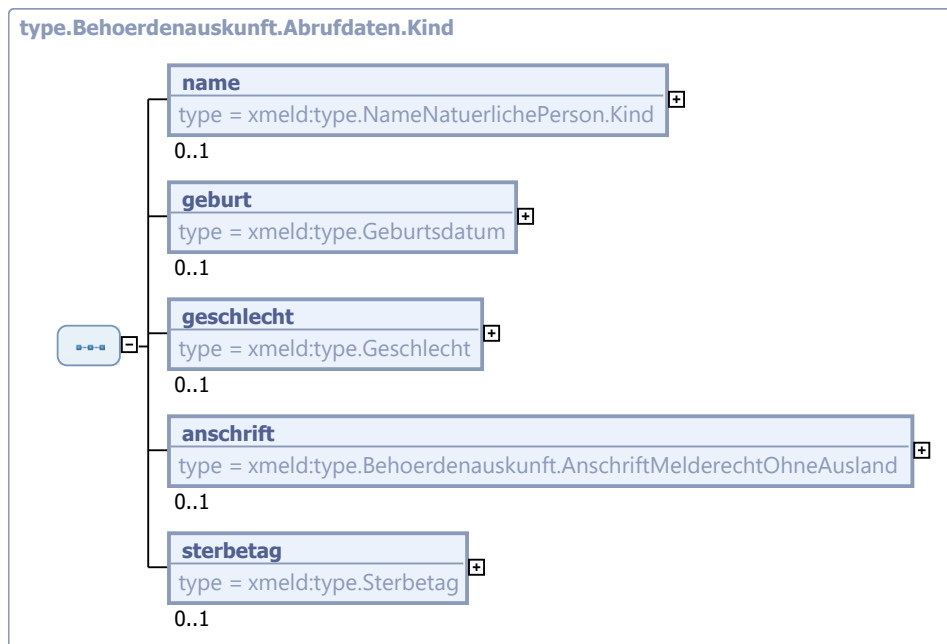 type.Behoerdenauskunft.Abrufdaten.Kind
name
type = xmeld:type.NameNatuerlichePerson.Kind
0..1
geburt
type = xmeld:type.Geburtsdatum
0..1
geschlecht
type = xmeld:type.Geschlecht
0..1
anschrift
type = xmeld:type.Behoerdenauskunft.AnschriftMelderechtOhneAusland
0..1
sterbetag
type = xmeld:type.Sterbetag
0..1